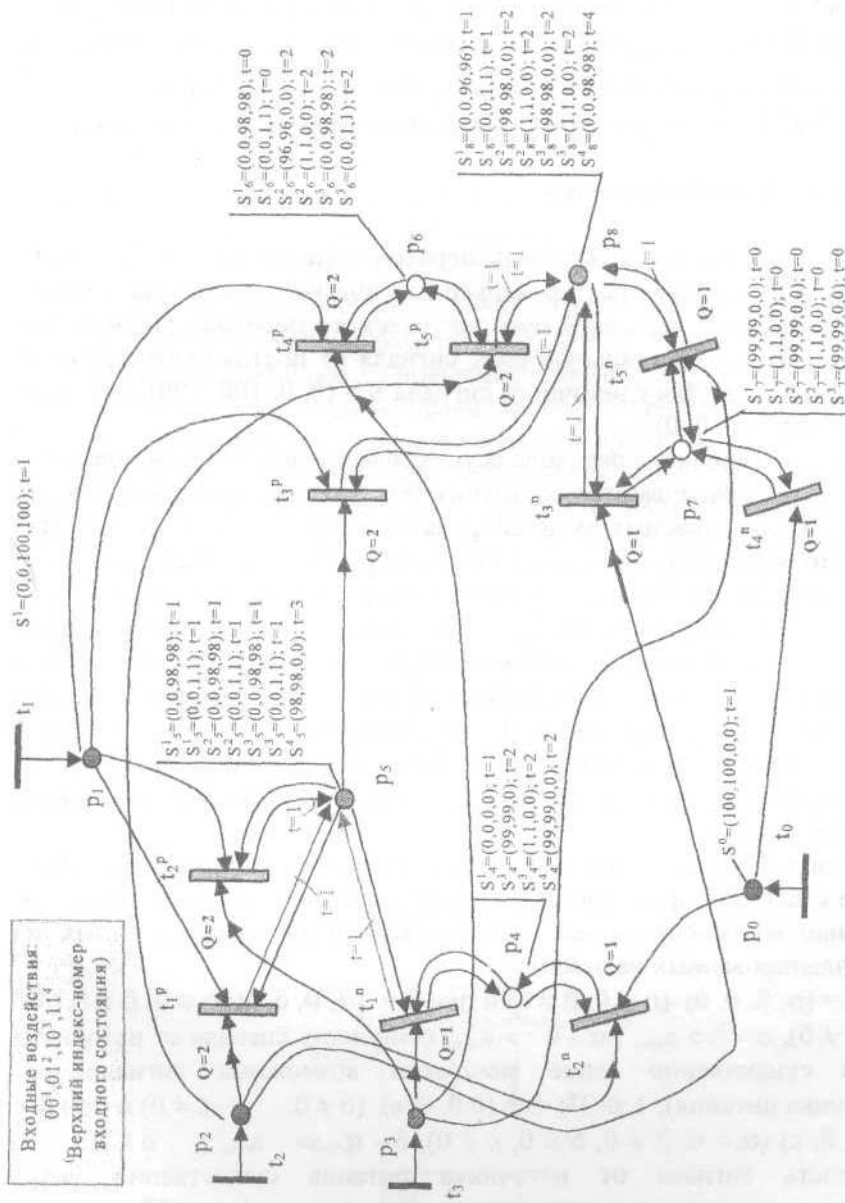 Входные воздействия:
00¹,01²,10³,11⁴
(Верхний индекс-номер
входного состояния)
S¹=(0,0,100,100); t=1
t₁
p₁
S¹₆=(0,0,98,98); t=0
S¹₆=(0,0,1,1); t=0
S²₆=(96,96,0,0); t=2
S²₆=(1,1,0,0); t=2
S³₆=(0,0,98,98); t=2
S³₆=(0,0,1,1); t=2
S¹₅=(0,0,98,98); t=1
S¹₅=(0,0,1,1); t=1
S²₅=(0,0,98,98); t=1
S²₅=(0,0,1,1); t=1
S³₅=(0,0,98,98); t=1
S³₅=(0,0,1,1); t=1
S⁴₅=(98,98,0,0); t=3
t₄ᵖ
Q=2
p₆
S¹₈=(0,0,96,96); t=1
S¹₈=(0,0,1,1); t=1
S²₈=(98,98,0,0); t=2
S²₈=(1,1,0,0); t=2
S³₈=(98,98,0,0); t=2
S³₈=(1,1,0,0); t=2
S⁴₈=(0,0,98,98); t=4
t₂ᵖ
Q=2
t₃ᵖ
Q=2
t₅ᵖ
Q=2
t=1
t=1
t₁ᵖ
Q=2
t=1
p₅
t=1
p₈
p₂
t₂
t=1
t=1
t₁ⁿ
Q=1
S¹₄=(0,0,0,0); t=1
S³₄=(99,99,0); t=2
S³₄=(1,1,0,0); t=2
S⁴₄=(99,99,0,0); t=2
t₃ⁿ
Q=1
t₅ⁿ
Q=1
p₃
t₃
p₄
p₇
t₂ⁿ
Q=1
t₄ⁿ
Q=1
S¹₇=(99,99,0,0); t=0
S¹₇=(1,1,0,0); t=0
S²₇=(99,99,0,0); t=0
S²₇=(1,1,0,0); t=0
S³₇=(99,99,0,0); t=0
S⁰=(100,100,0,0); t=1
p₀
t₀